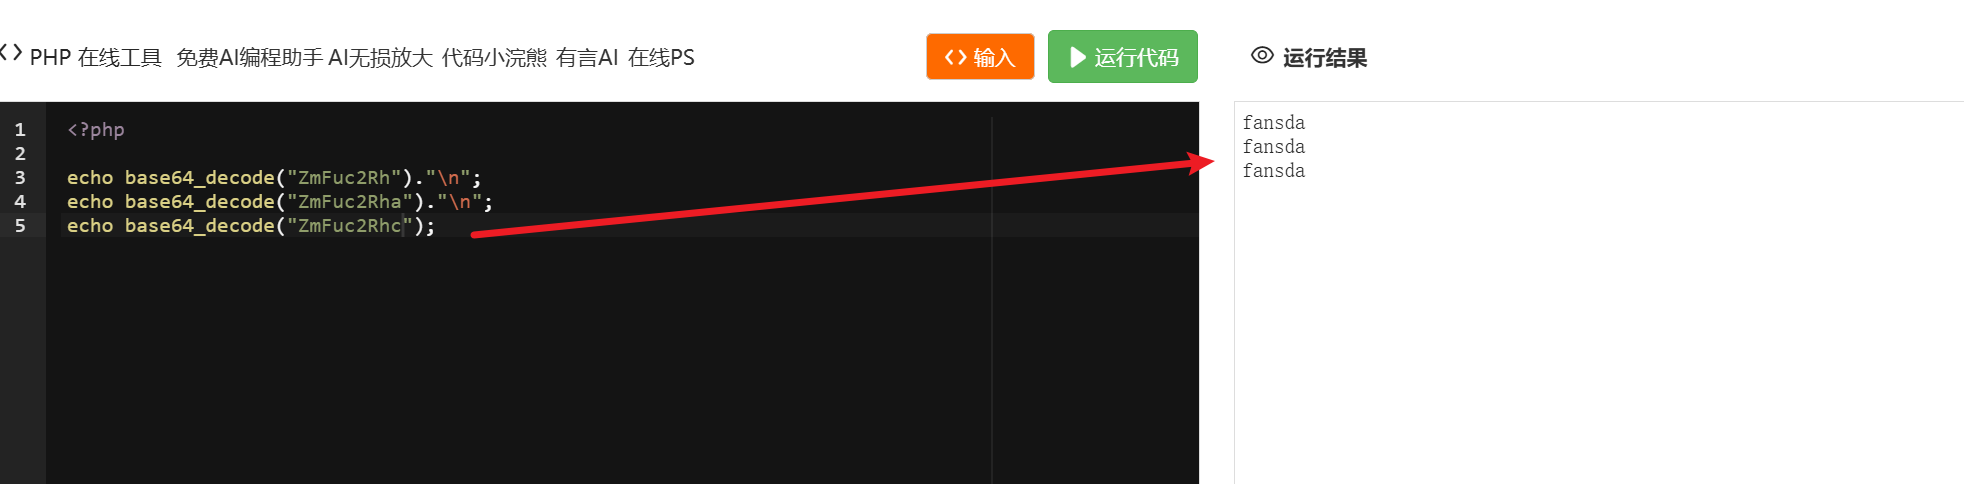 <> PHP 在线工具 免费AI编程助手 AI无损放大 代码小浣熊 有言AI 在线PS
<> 输入
运行代码
运行结果
1 <?php
2
3 echo base64_decode("ZmFuc2Rh")."\n";
4 echo base64_decode("ZmFuc2Rha")."\n";
5 echo base64_decode("ZmFuc2Rhc");
fansda
fansda
fansda